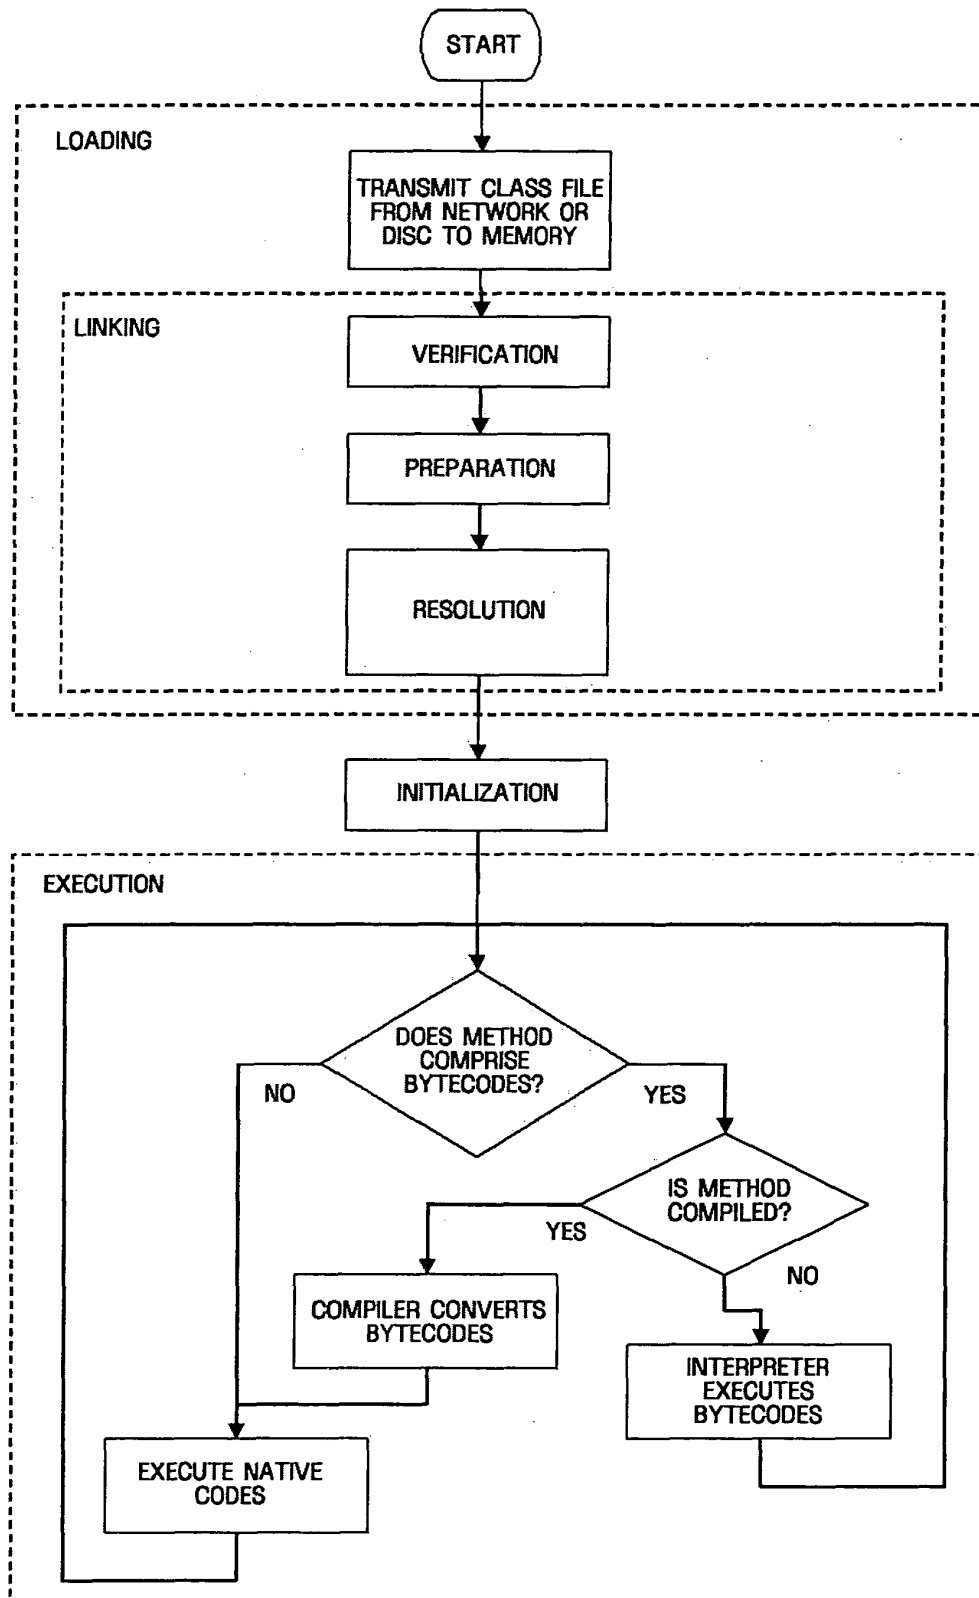 START
LOADING
TRANSMIT CLASS FILE
FROM NETWORK OR
DISC TO MEMORY
LINKING
VERIFICATION
PREPARATION
RESOLUTION
INITIALIZATION
EXECUTION
DOES METHOD
COMPRISE
BYTECODES?
NO
YES
IS METHOD
COMPILED?
YES
NO
COMPILER CONVERTS
BYTECODES
INTERPRETER
EXECUTES
BYTECODES
EXECUTE NATIVE
CODES